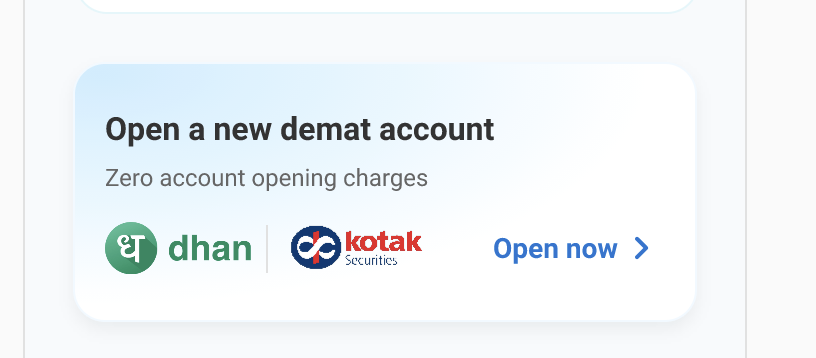 Open a new demat account
Zero account opening charges
ध dhan
kotak
Securities
Open now